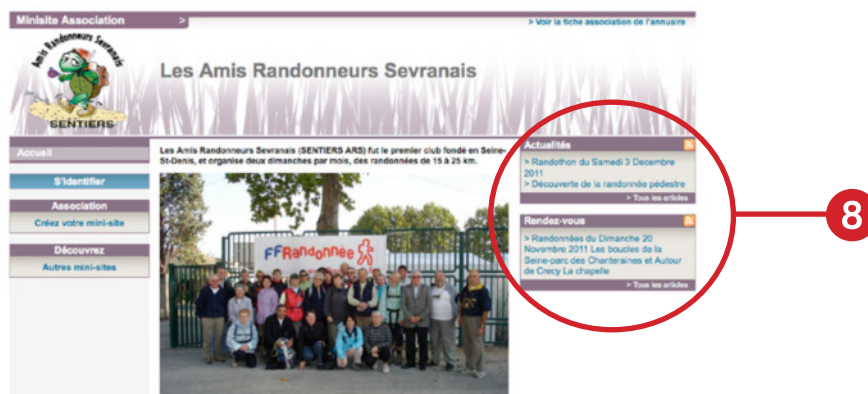 Minisite Association >
> Voir la fiche association de l'annuaire
Amis Randonneurs Sevranais
SENTIERS
Les Amis Randonneurs Sevranais
Accueil
S'identifier
Association
Créez votre mini-site
Découvrez
Autres mini-sites
Les Amis Randonneurs Sevranais (SENTIERS ARS) fut le premier club fondé en Seine-
St-Denis, et organise deux dimanches par mois, des randonnées de 15 à 25 km.
FFRandonnée
Actualités
> Randothon du Samedi 3 Decembre
2011
> Découverte de la randonnée pédestre
> Tous les articles
Rendez-vous
> Randonnées du Dimanche 20
Novembre 2011 Les boucles de la
Seine-parc des Chanteraines et Autour
de Crecy La chapelle
> Tous les articles
8